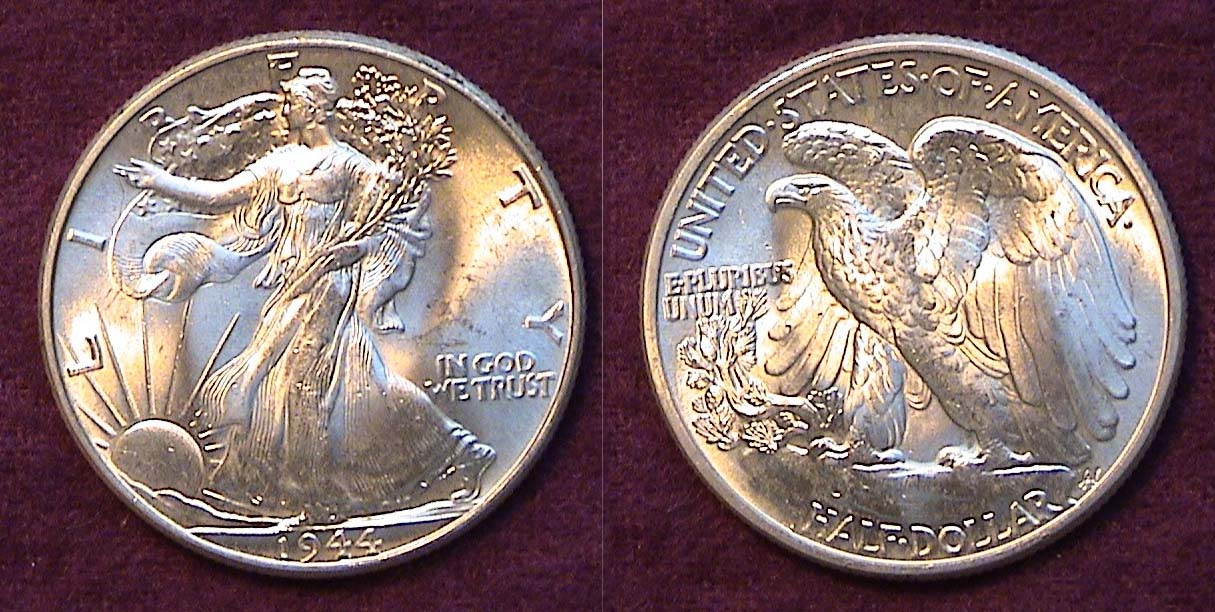 LIBERTY
IN GOD
WE TRUST
1944
UNITED·STATES·OF·AMERICA·
E·PLURIBUS
UNUM
HALF·DOLLAR